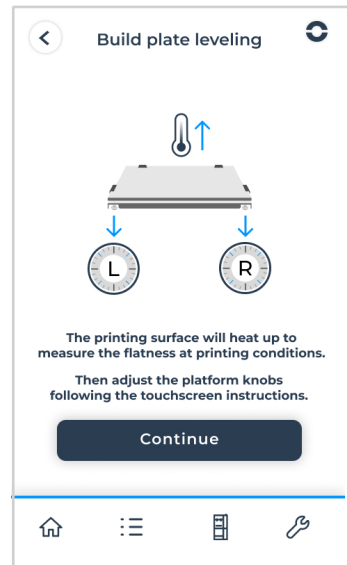 Build plate leveling
L
R
The printing surface will heat up to
measure the flatness at printing conditions.
Then adjust the platform knobs
following the touchscreen instructions.
Continue